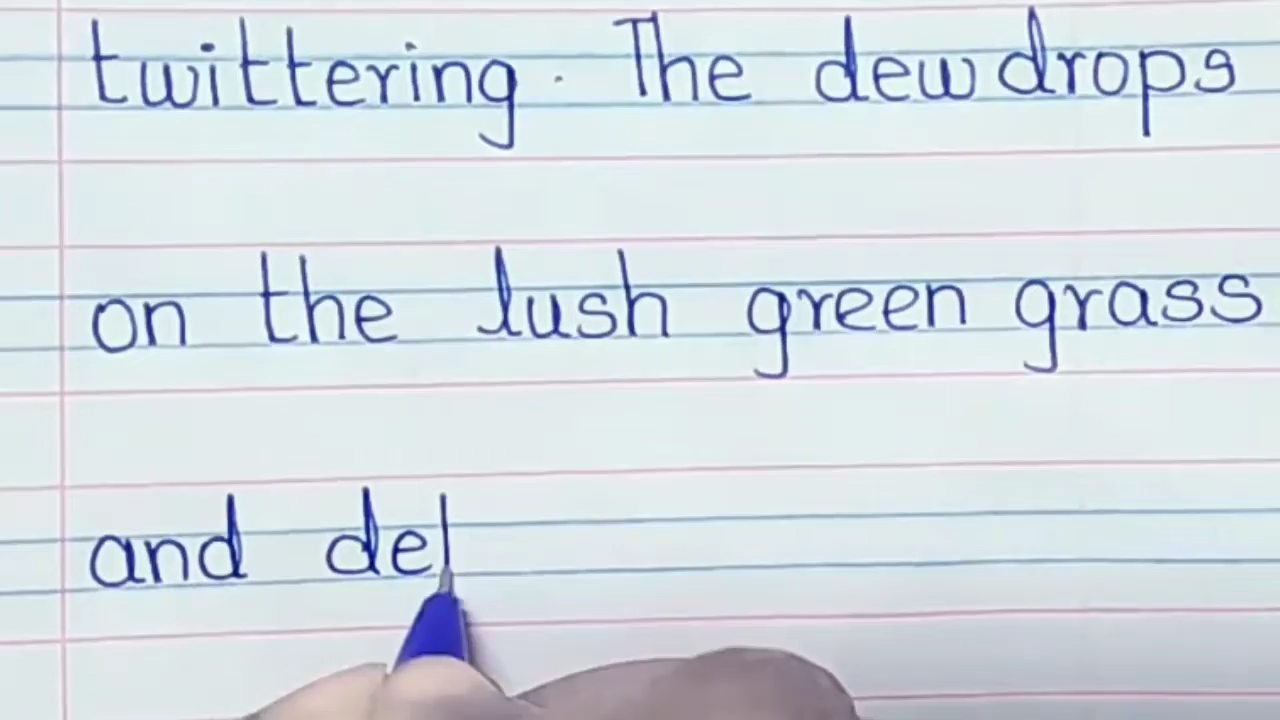 twittering. The dewdrops
on the lush green grass
and del